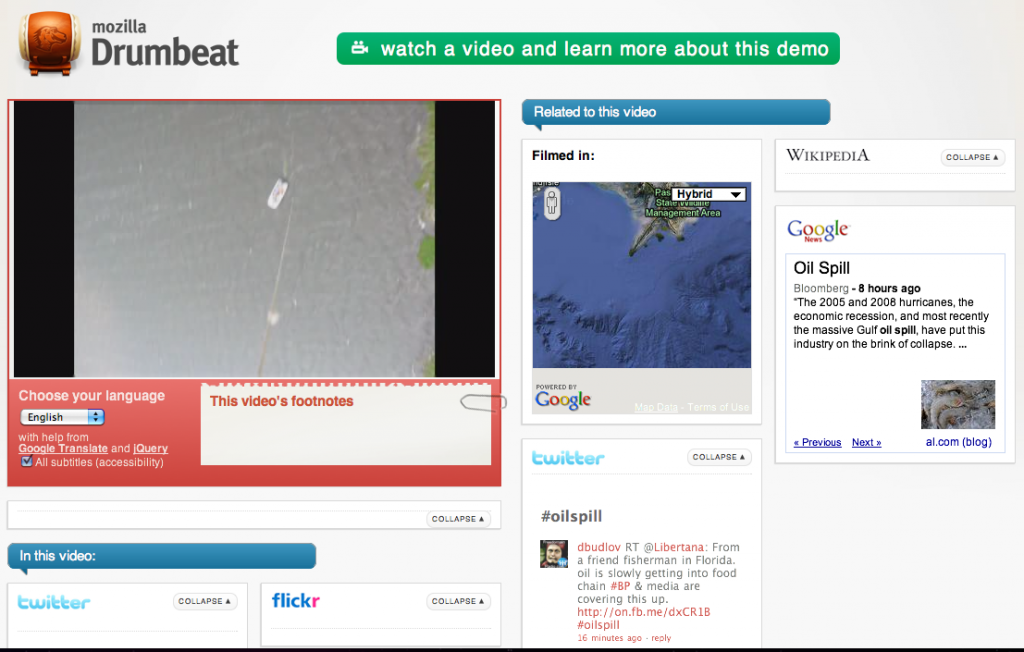 mozilla
Drumbeat
watch a video and learn more about this demo
Choose your language
English
with help from
Google Translate and jQuery
All subtitles (accessibility)
This video's footnotes
COLLAPSE ▲
In this video:
twitter
COLLAPSE ▲
flickr
COLLAPSE ▲
Related to this video
Filmed in:
Hybrid
State Wildlife
Management Area
POWERED BY
Google
Map Data - Terms of Use
twitter
COLLAPSE ▲
#oilspill
dbudlov RT @Libertana: From
a friend fisherman in Florida.
oil is slowly getting into food
chain #BP & media are
covering this up.
http://on.fb.me/dxCR1B
#oilspill
16 minutes ago · reply
WIKIPEDIA
COLLAPSE ▲
Google
News
Oil Spill
Bloomberg - 8 hours ago
"The 2005 and 2008 hurricanes, the
economic recession, and most recently
the massive Gulf oil spill, have put this
industry on the brink of collapse. ...
« Previous Next »
al.com (blog)